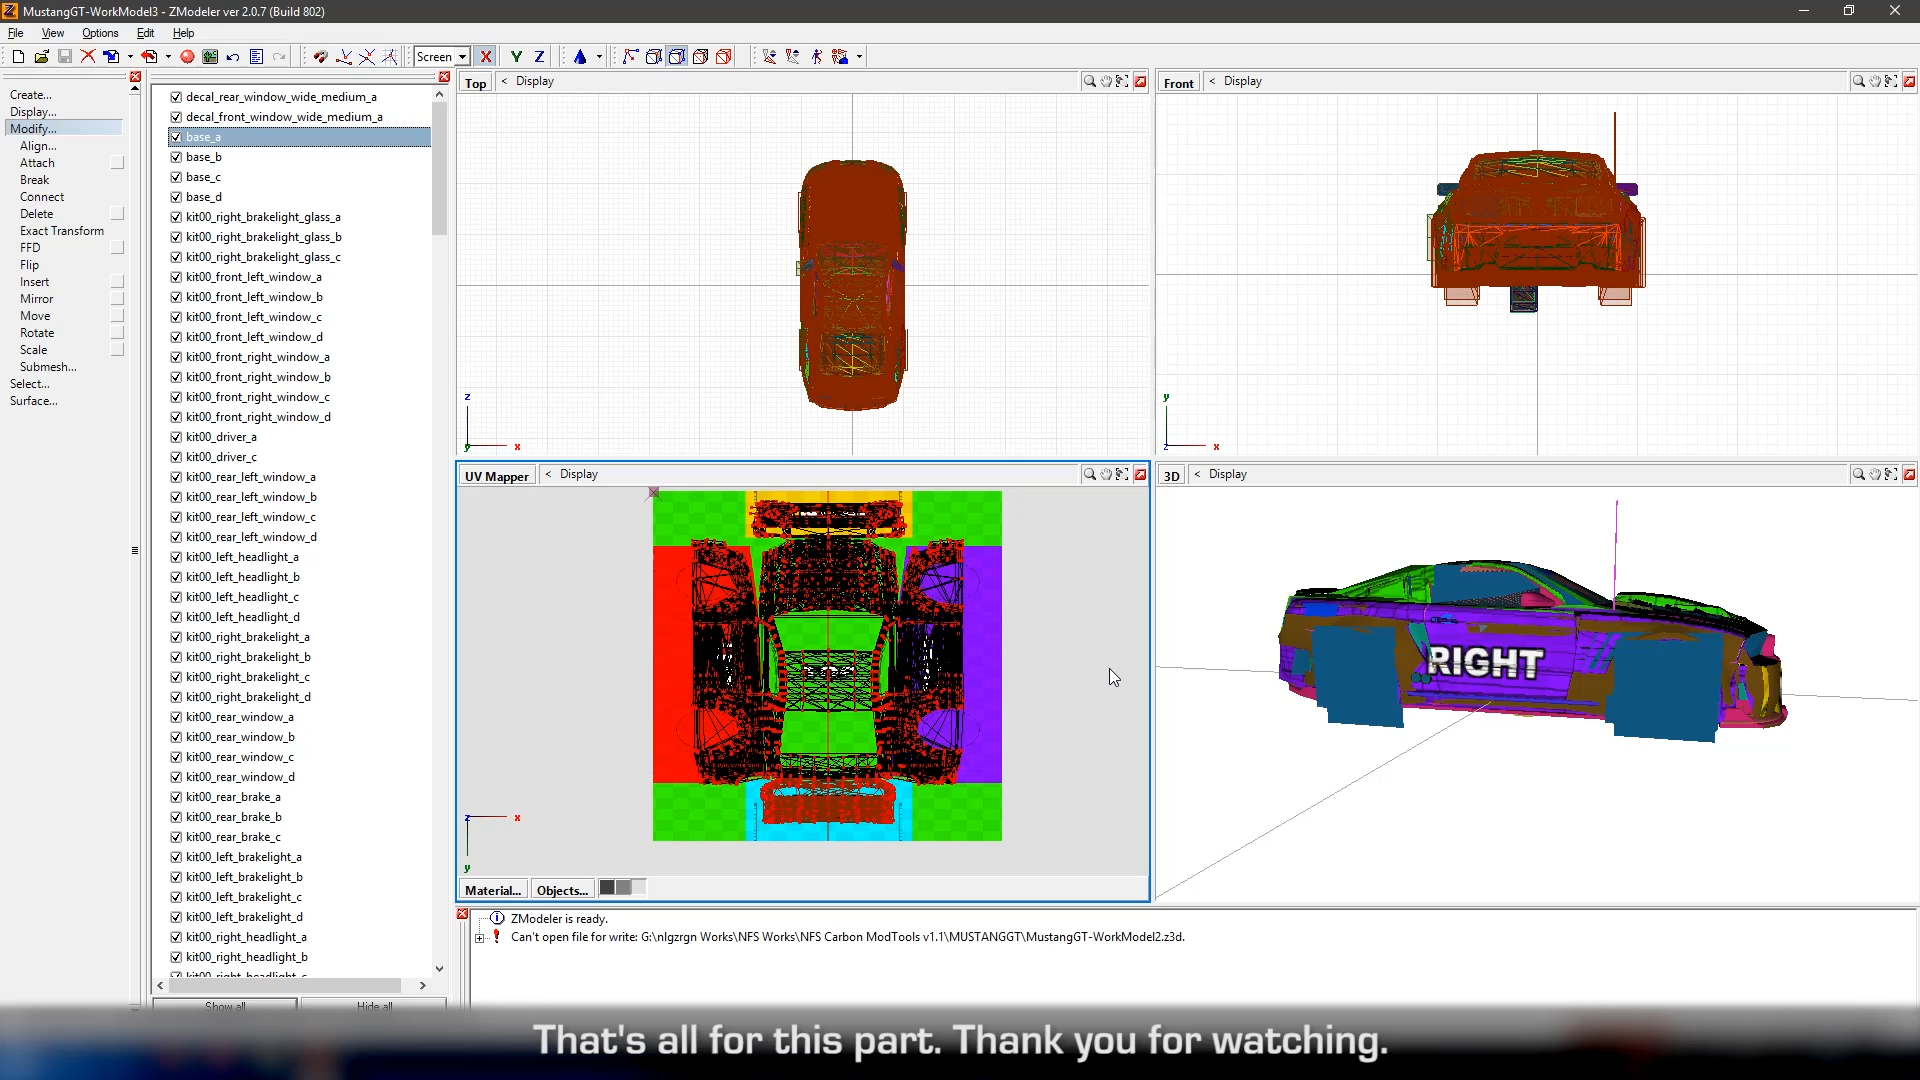 MustangGT-WorkModel3 - ZModeler ver 2.0.7 (Build 802)
File View Options Edit Help
Screen X Y Z
Create...
Display...
Modify...
Align...
Attach
Break
Connect
Delete
Exact Transform
FFD
Flip
Insert
Mirror
Move
Rotate
Scale
Submesh...
Select...
Surface...
decal_rear_window_wide_medium_a
decal_front_window_wide_medium_a
base_a
base_b
base_c
base_d
kit00_right_brakelight_glass_a
kit00_right_brakelight_glass_b
kit00_right_brakelight_glass_c
kit00_front_left_window_a
kit00_front_left_window_b
kit00_front_left_window_c
kit00_front_left_window_d
kit00_front_right_window_a
kit00_front_right_window_b
kit00_front_right_window_c
kit00_front_right_window_d
kit00_driver_a
kit00_driver_c
kit00_rear_left_window_a
kit00_rear_left_window_b
kit00_rear_left_window_c
kit00_rear_left_window_d
kit00_left_headlight_a
kit00_left_headlight_b
kit00_left_headlight_c
kit00_left_headlight_d
kit00_right_brakelight_a
kit00_right_brakelight_b
kit00_right_brakelight_c
kit00_right_brakelight_d
kit00_rear_window_a
kit00_rear_window_b
kit00_rear_window_c
kit00_rear_window_d
kit00_rear_brake_a
kit00_rear_brake_b
kit00_rear_brake_c
kit00_left_brakelight_a
kit00_left_brakelight_b
kit00_left_brakelight_c
kit00_left_brakelight_d
kit00_right_headlight_a
kit00_right_headlight_b
kit00_right_headlight_c
Show all Hide all
Top < Display
z
y x
Front < Display
y
z x
UV Mapper < Display
z x
y
Material... Objects...
3D < Display
RIGHT
ZModeler is ready.
Can't open file for write: G:\nlgzrgn Works\NFS Works\NFS Carbon ModTools v1.1\MUSTANGGT\MustangGT-WorkModel2.z3d.
That's all for this part. Thank you for watching.